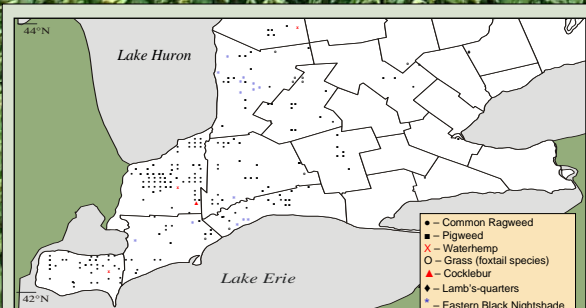 44°N
Lake Huron
● – Common Ragweed
■ – Pigweed
X – Waterhemp
O – Grass (foxtail species)
▲ – Cocklebur
♦ – Lamb's-quarters
* – Eastern Black Nightshade
Lake Erie
42°N